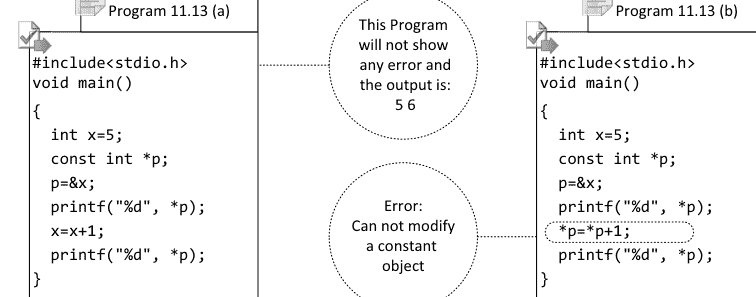 Program 11.13 (a)
#include<stdio.h>
void main()
{
int x=5;
const int *p;
p=&x;
printf("%d", *p);
x=x+1;
printf("%d", *p);
}
This Program
will not show
any error and
the output is:
5 6
Error:
Can not modify
a constant
object
Program 11.13 (b)
#include<stdio.h>
void main()
{
int x=5;
const int *p;
p=&x;
printf("%d", *p);
*p=*p+1;
printf("%d", *p);
}